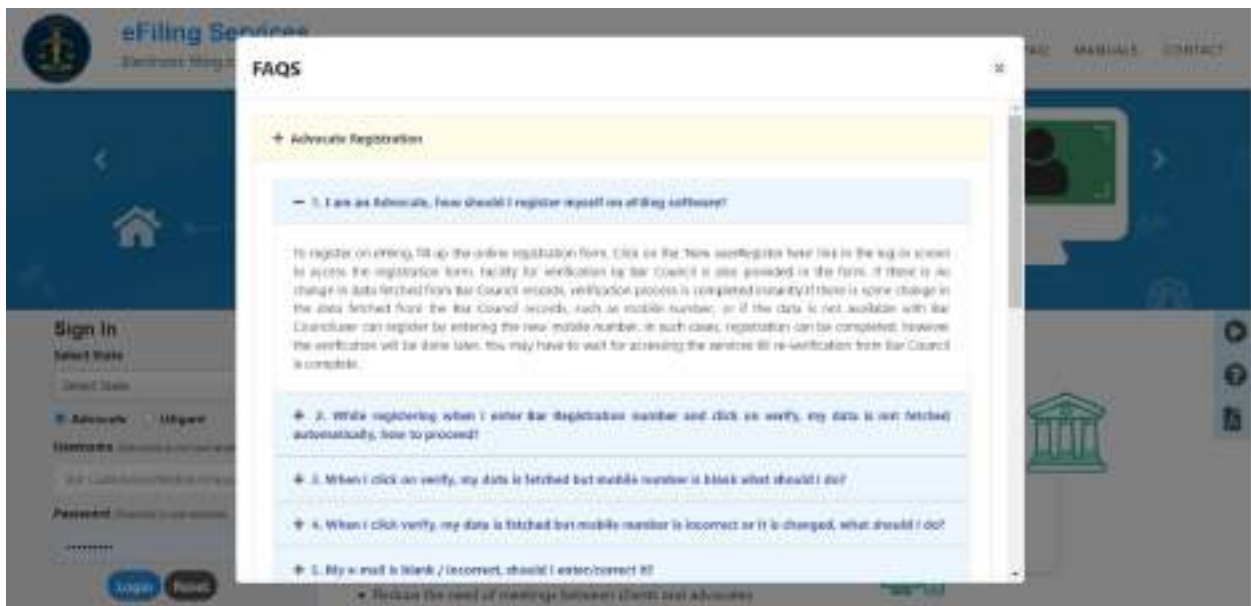 eFiling Services
Electronic filing
FAQ MANUALS CONTACT
FAQS
×
+ Advocate Registration
− 1. I am an Advocate, how should I register myself on efiling software?
To register on efiling, fill up the online registration form. Click on the 'New user?Register here' link in the log in screen
to access the registration form. Facility for verification by Bar Council is also provided in the form. If there is no
change in data fetched from Bar Council records, verification process is completed instantly.If there is some change in
the data fetched from the Bar Council records, such as mobile number, or if the data is not available with Bar
Council,user can register by entering the new mobile number. In such cases, registration can be completed, however
the verification will be done later. You may have to wait for accessing the services till re-verification from Bar Council
is complete.
+ 2. While registering when I enter Bar Registration number and click on verify, my data is not fetched
automatically, how to proceed?
+ 3. When I click on verify, my data is fetched but mobile number is blank what should I do?
+ 4. When I click verify, my data is fetched but mobile number is incorrect or it is changed, what should I do?
+ 5. My e mail is blank / incorrect, should I enter/correct it?
Sign In
Select State
Select State
Advocate Litigant
Username
Password
Login Reset
Reduce the need of meetings between clients and advocates